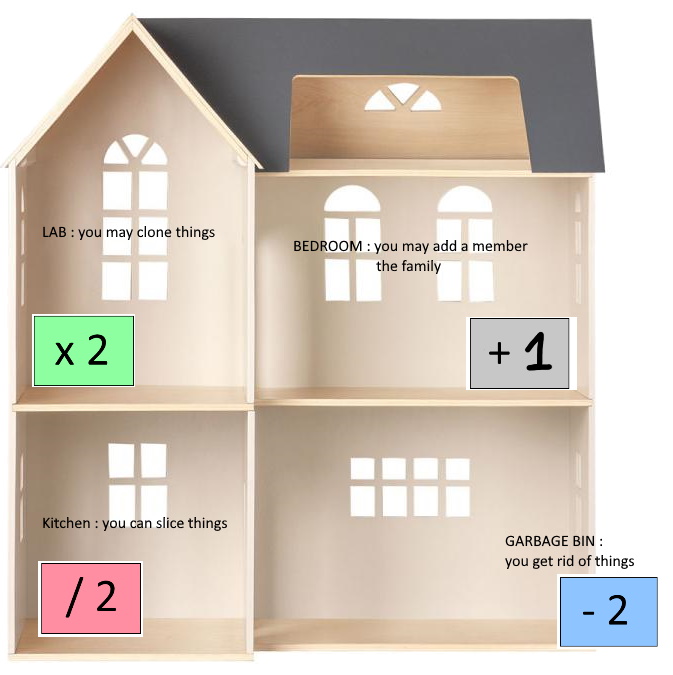 LAB : you may clone things
BEDROOM : you may add a member
the family
x 2
+ 1
Kitchen : you can slice things
GARBAGE BIN :
you get rid of things
/ 2
- 2